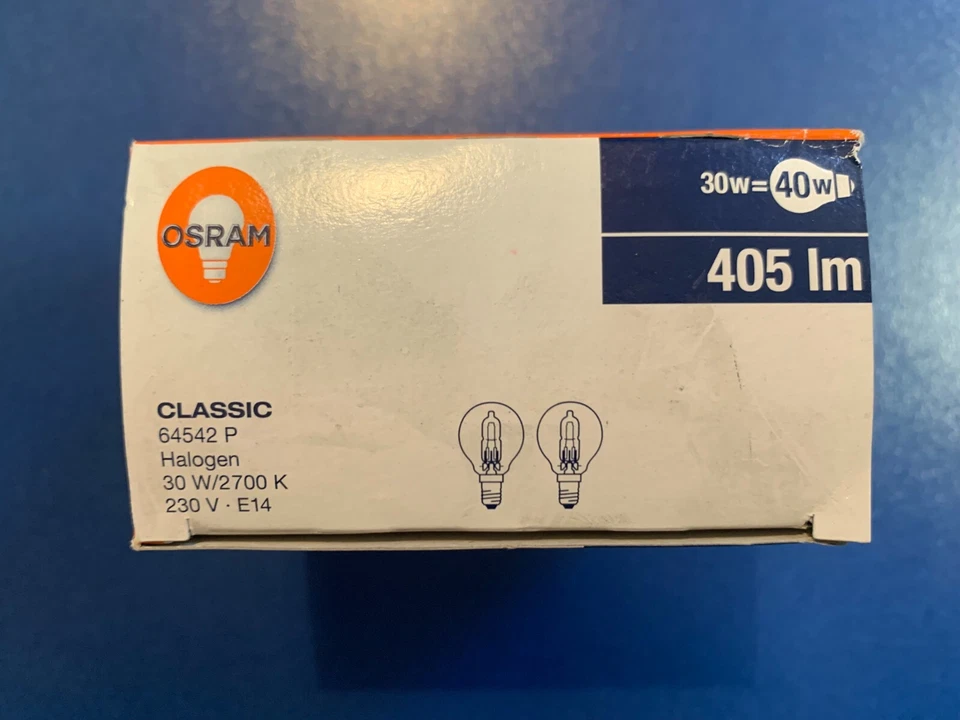 OSRAM
30w=40w
405 lm
CLASSIC
64542 P
Halogen
30 W/2700 K
230 V · E14